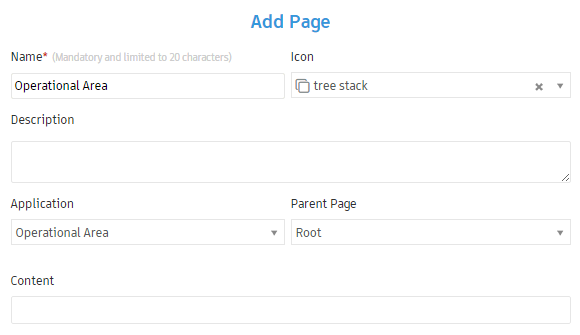 Add Page
Name* (Mandatory and limited to 20 characters) Icon
Operational Area tree stack
Description
Application Parent Page
Operational Area Root
Content